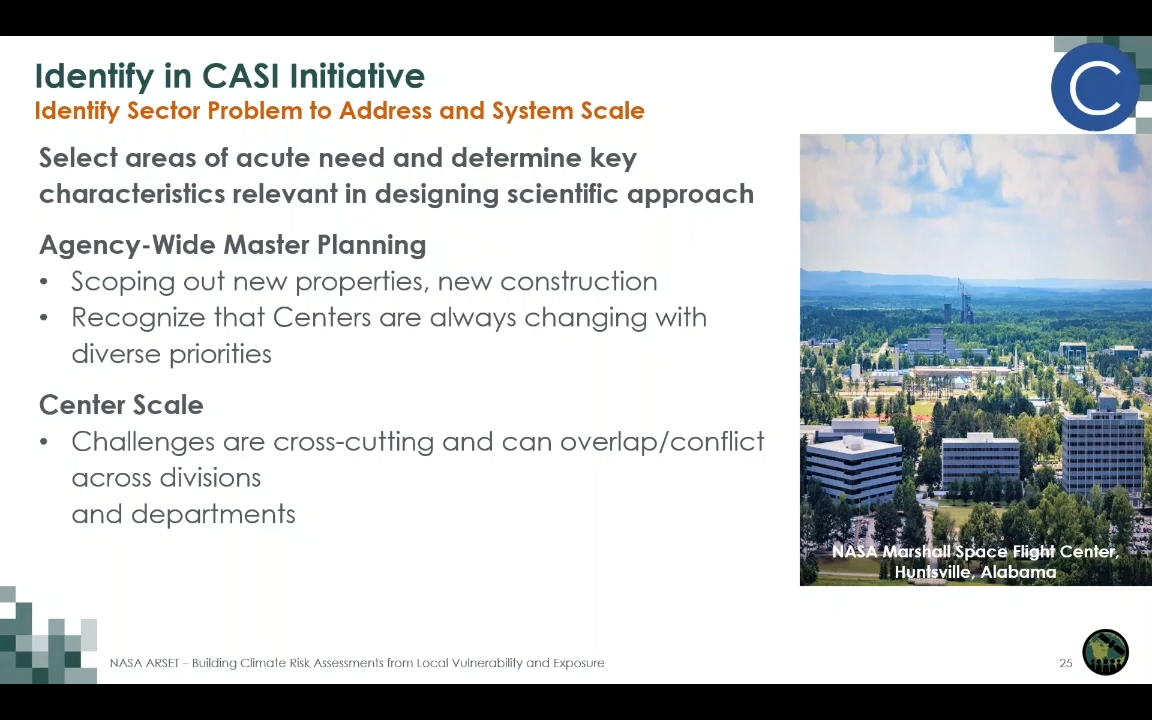 Identify in CASI Initiative
Identify Sector Problem to Address and System Scale
C
Select areas of acute need and determine key
characteristics relevant in designing scientific approach
Agency-Wide Master Planning
• Scoping out new properties, new construction
• Recognize that Centers are always changing with
diverse priorities
Center Scale
• Challenges are cross-cutting and can overlap/conflict
across divisions
and departments
NASA Marshall Space Flight Center,
Huntsville, Alabama
NASA ARSET – Building Climate Risk Assessments from Local Vulnerability and Exposure
25